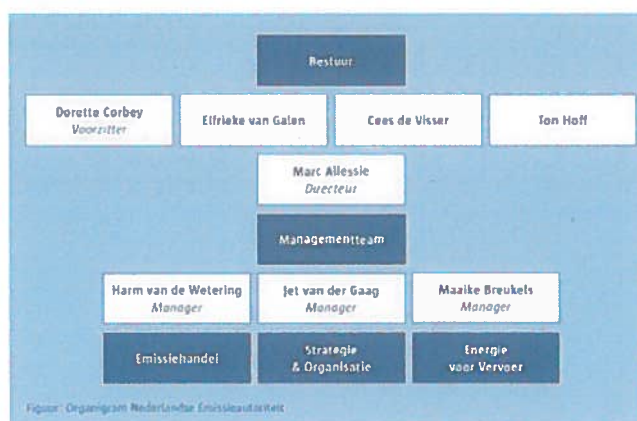 Bestuur
Dorette Corbey
Voorzitter
Elfrieke van Galen
Cees de Visser
Ton Hoff
Marc Allessie
Directeur
Managementteam
Harm van de Wetering
Manager
Jet van der Gaag
Manager
Maaike Breukels
Manager
Emissiehandel
Strategie
& Organisatie
Energie
voor Vervoer
Figuur: Organigram Nederlandse Emissieautoriteit